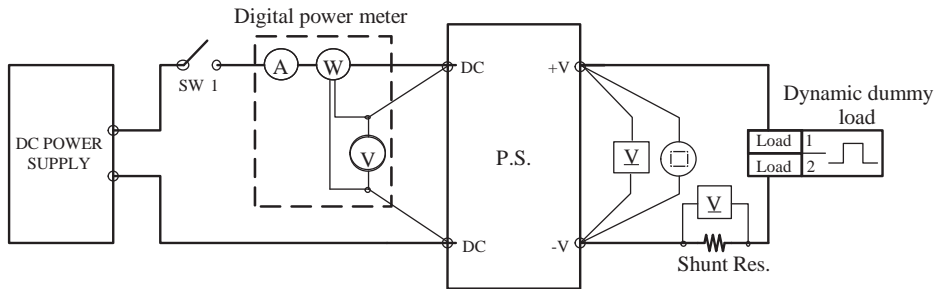 Digital power meter
SW 1
A
W
V
DC POWER
SUPPLY
DC
DC
P.S.
+V
-V
V
V
Shunt Res.
Dynamic dummy
load
Load 1
Load 2